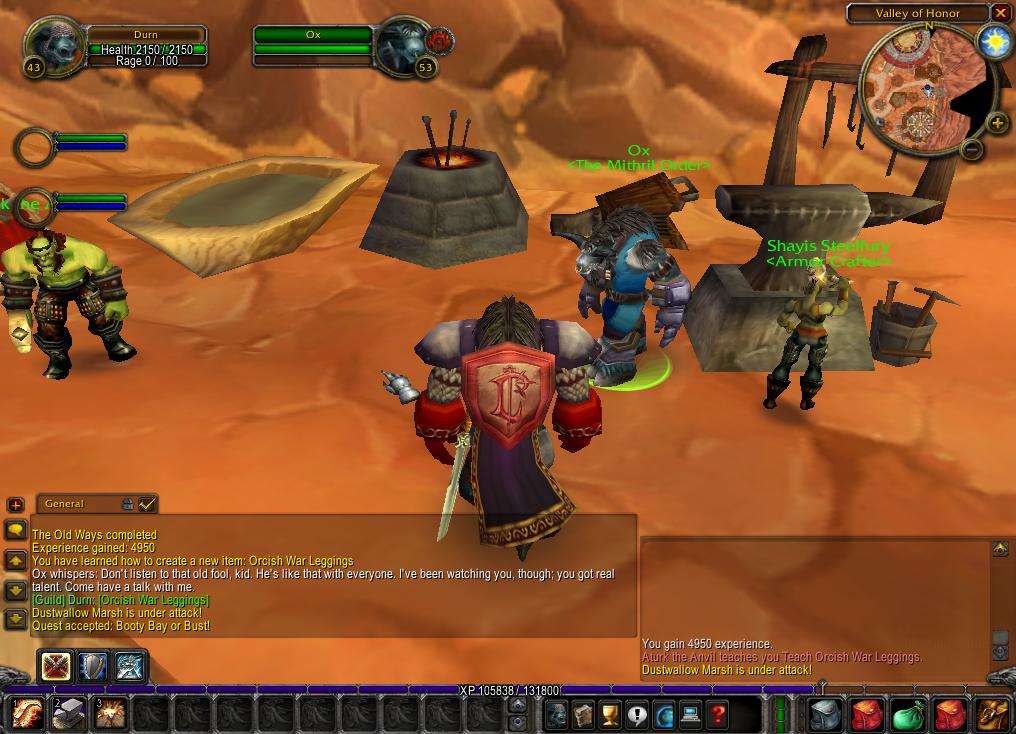 Durn
Health 2150 / 2150
Rage 0 / 100
43
Ox
53
Valley of Honor
N
Ox
<The Mithril Order>
Shayis Steelfury
<Armor Crafter>
General
The Old Ways completed
Experience gained: 4950
You have learned how to create a new item: Orcish War Leggings
Ox whispers: Don't listen to that old fool, kid. He's like that with everyone. I've been watching you, though; you got real
talent. Come have a talk with me.
[Guild] Durn: [Orcish War Leggings]
Dustwallow Marsh is under attack!
Quest accepted: Booty Bay or Bust!
You gain 4950 experience.
Aturk the Anvil teaches you Teach Orcish War Leggings.
Dustwallow Marsh is under attack!
XP 105838 / 131800
2
3